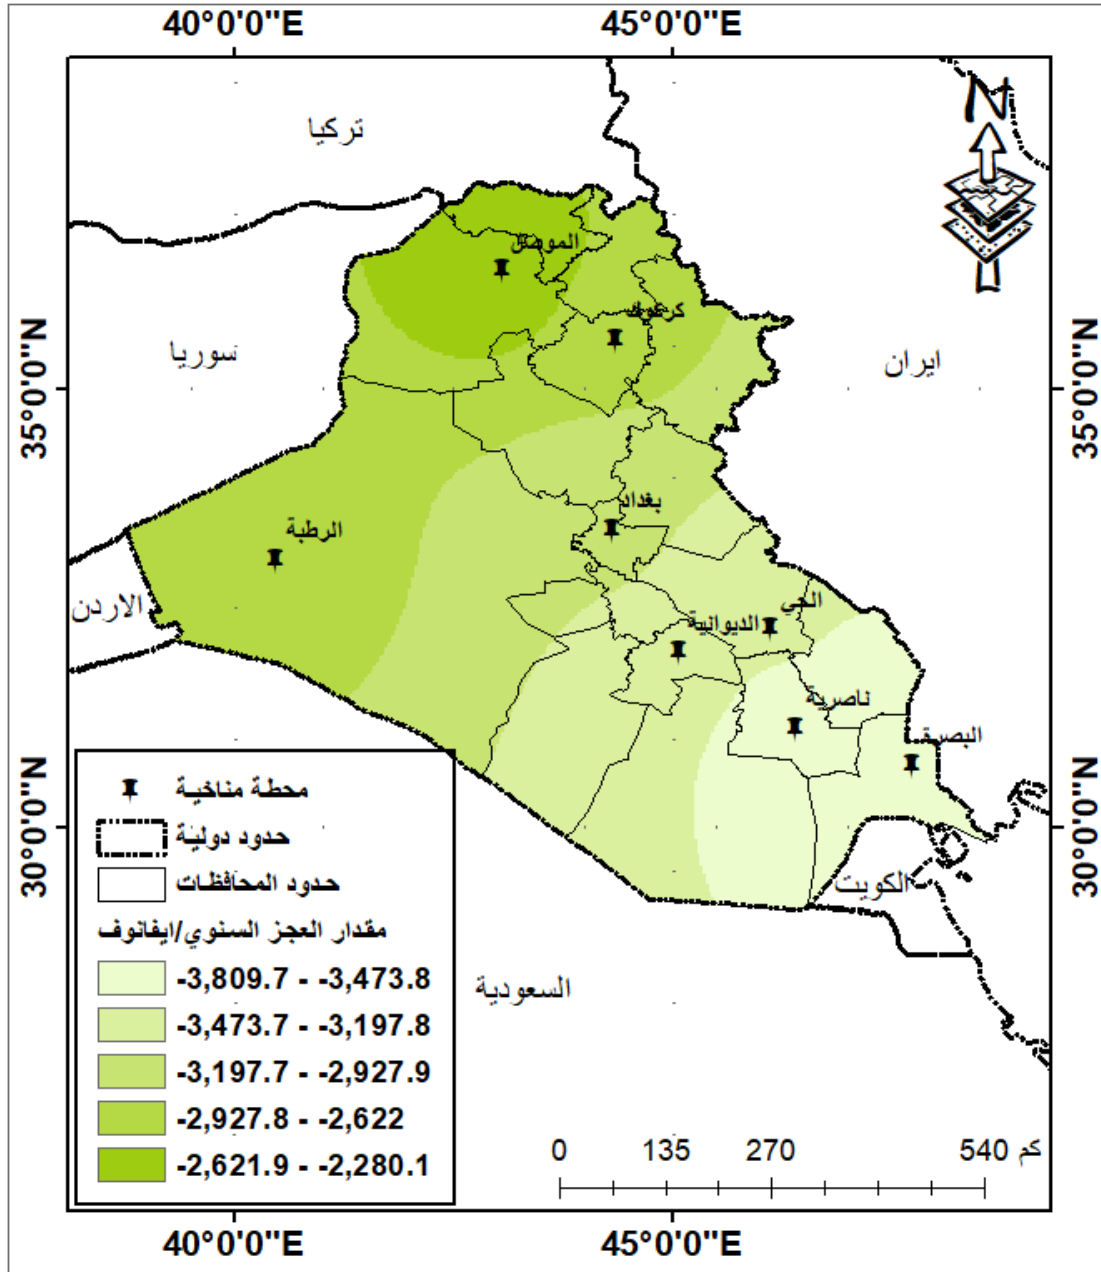 40°0'0"E 45°0'0"E
N
تركيا
الموصل
كركوك
35°0'0"N
سوريا
ايران
35°0'0"N
بغداد
الرطبة
الاردن
الحي
الديوانية
ناصرية
البصرة
30°0'0"N
30°0'0"N
الكويت
السعودية
محطة مناخية
حدود دولية
حدود المحافظات
مقدار العجز السنوي/ايفانوف
-3,809.7 - -3,473.8
-3,473.7 - -3,197.8
-3,197.7 - -2,927.9
-2,927.8 - -2,622
-2,621.9 - -2,280.1
0 135 270 540 كم
40°0'0"E 45°0'0"E